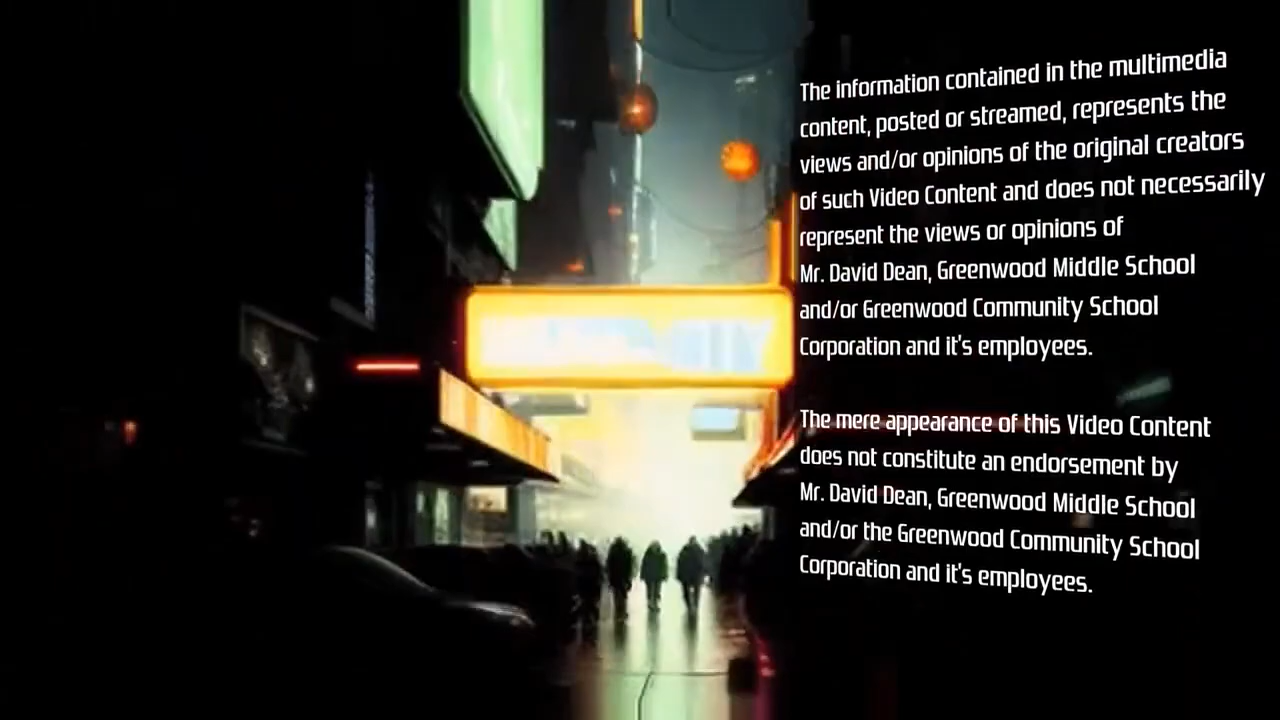 The information contained in the multimedia
content, posted or streamed, represents the
views and/or opinions of the original creators
of such Video Content and does not necessarily
represent the views or opinions of
Mr. David Dean, Greenwood Middle School
and/or Greenwood Community School
Corporation and it's employees.
The mere appearance of this Video Content
does not constitute an endorsement by
Mr. David Dean, Greenwood Middle School
and/or the Greenwood Community School
Corporation and it's employees.